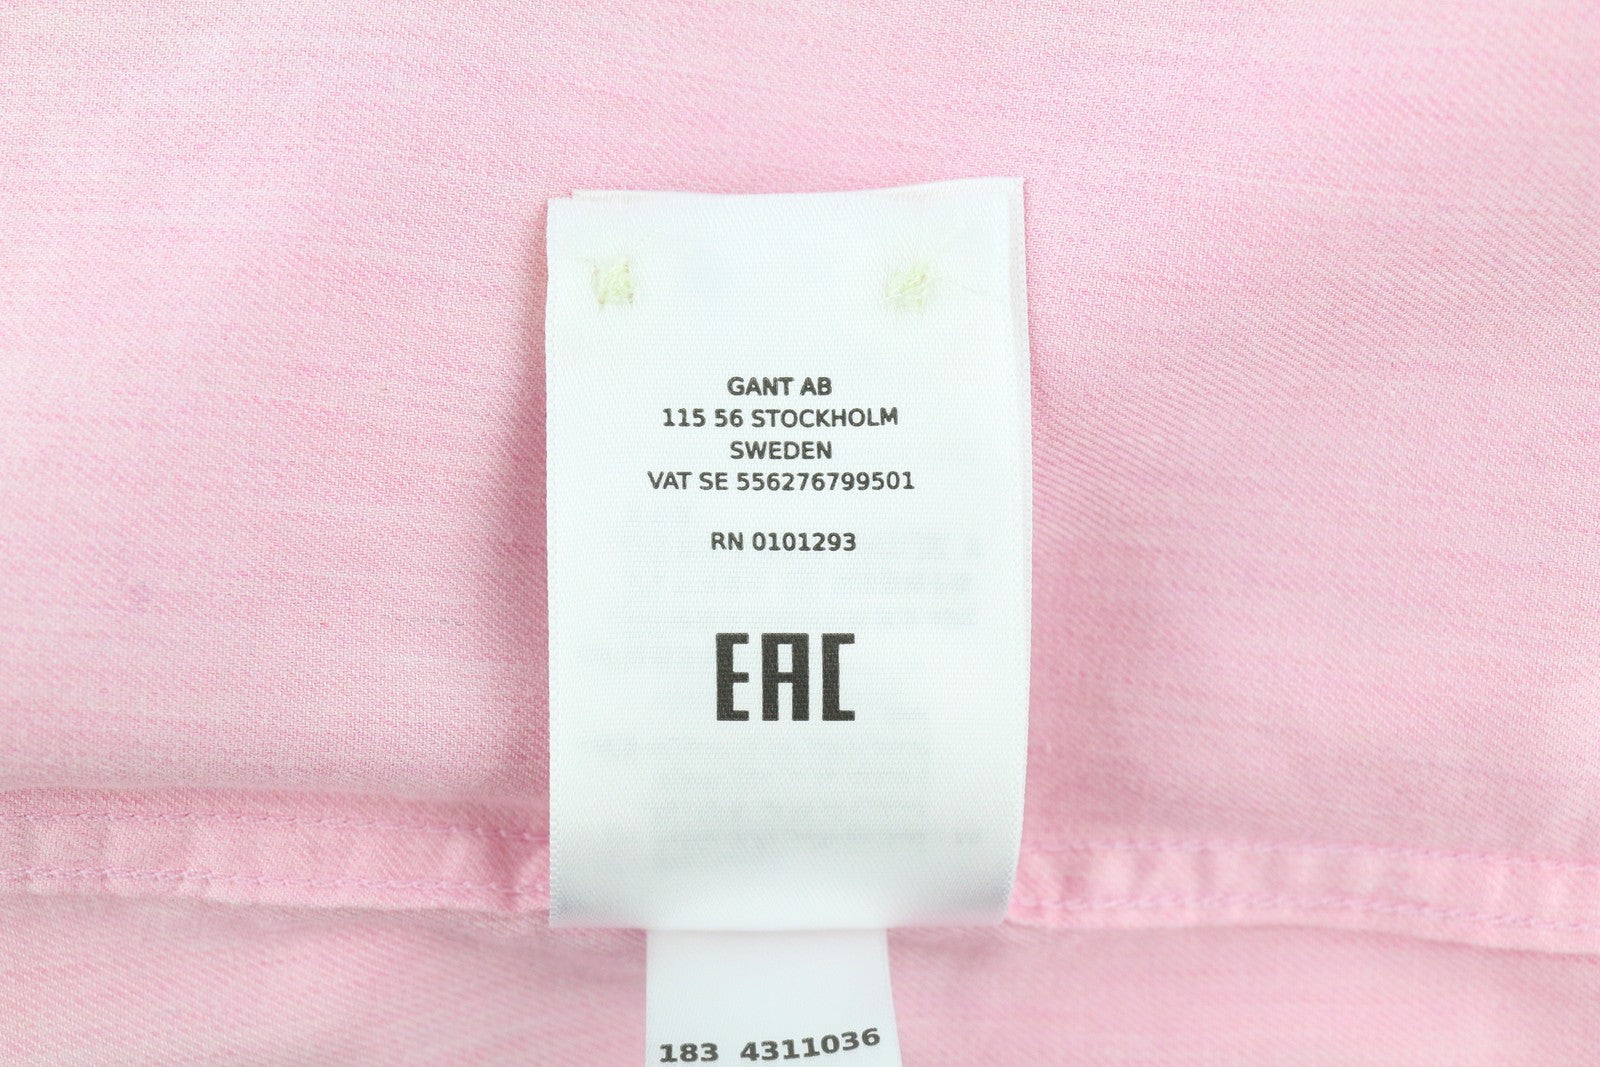 GANT AB
115 56 STOCKHOLM
SWEDEN
VAT SE 556276799501
RN 0101293
EAC
183 4311036